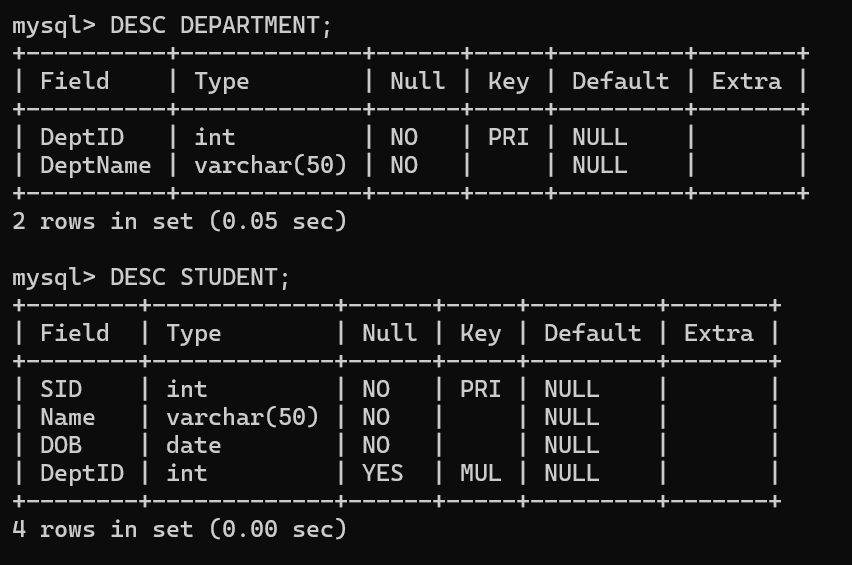 mysql> DESC DEPARTMENT;
+----------+-------------+------+-----+---------+-------+
| Field    | Type        | Null | Key | Default | Extra |
+----------+-------------+------+-----+---------+-------+
| DeptID   | int         | NO   | PRI | NULL    |       |
| DeptName | varchar(50) | NO   |     | NULL    |       |
+----------+-------------+------+-----+---------+-------+
2 rows in set (0.05 sec)

mysql> DESC STUDENT;
+--------+-------------+------+-----+---------+-------+
| Field  | Type        | Null | Key | Default | Extra |
+--------+-------------+------+-----+---------+-------+
| SID    | int         | NO   | PRI | NULL    |       |
| Name   | varchar(50) | NO   |     | NULL    |       |
| DOB    | date        | NO   |     | NULL    |       |
| DeptID | int         | YES  | MUL | NULL    |       |
+--------+-------------+------+-----+---------+-------+
4 rows in set (0.00 sec)